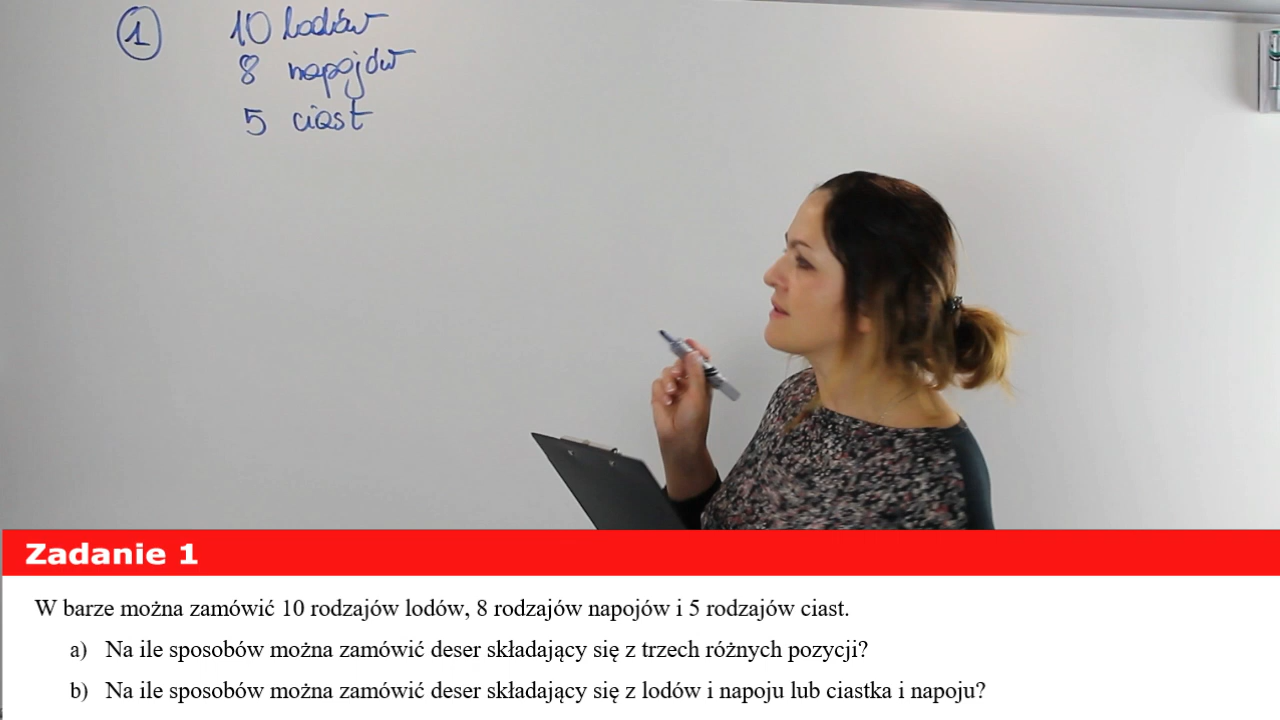 1 10 lodów
8 napojów
5 ciast
Zadanie 1
W barze można zamówić 10 rodzajów lodów, 8 rodzajów napojów i 5 rodzajów ciast.
a) Na ile sposobów można zamówić deser składający się z trzech różnych pozycji?
b) Na ile sposobów można zamówić deser składający się z lodów i napoju lub ciastka i napoju?